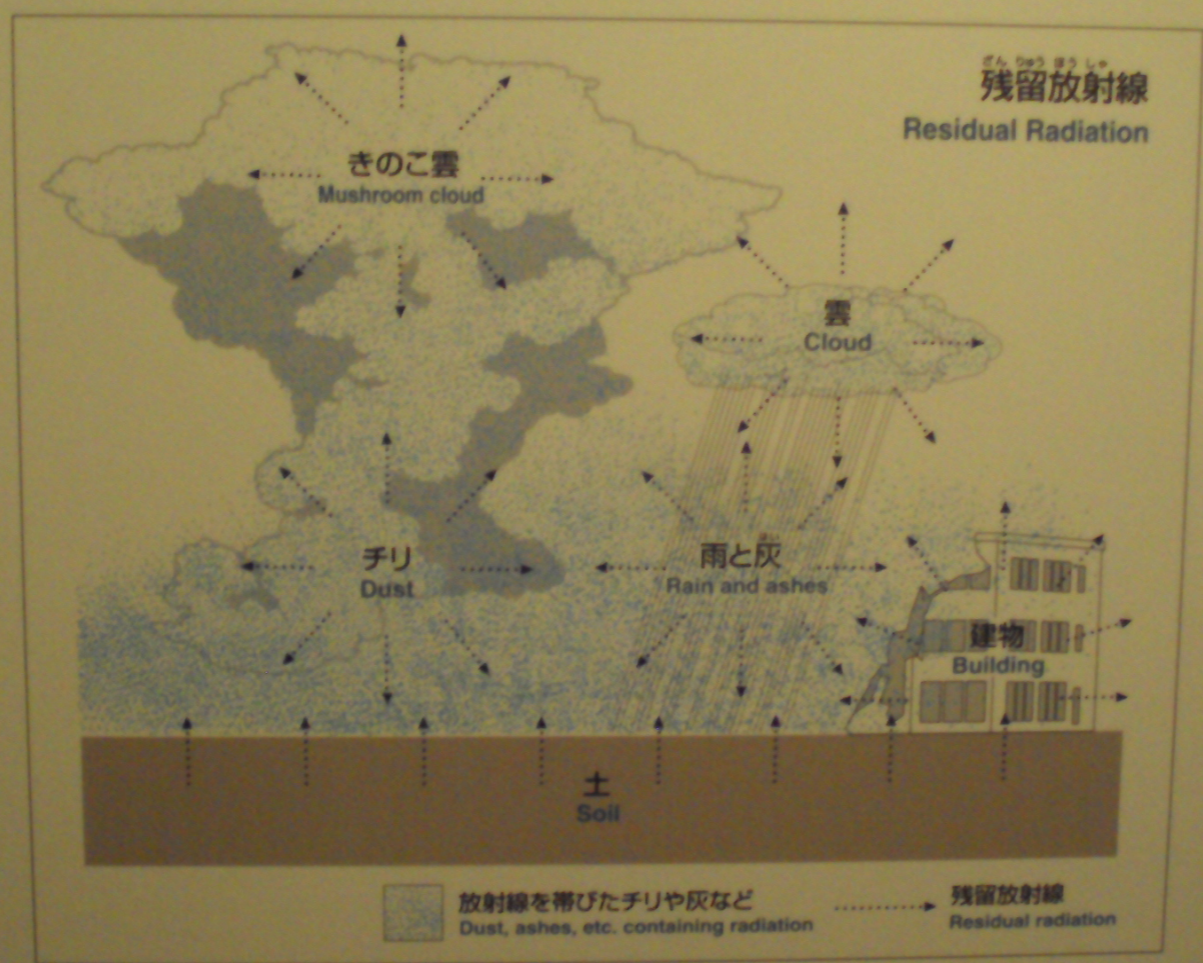 残留放射線
ざん りゅう ほう しゃ
Residual Radiation
きのこ雲
Mushroom cloud
雲
Cloud
チリ
Dust
雨と灰
はい
Rain and ashes
建物
Building
土
Soil
放射線を帯びたチリや灰など
Dust, ashes, etc. containing radiation
残留放射線
Residual radiation